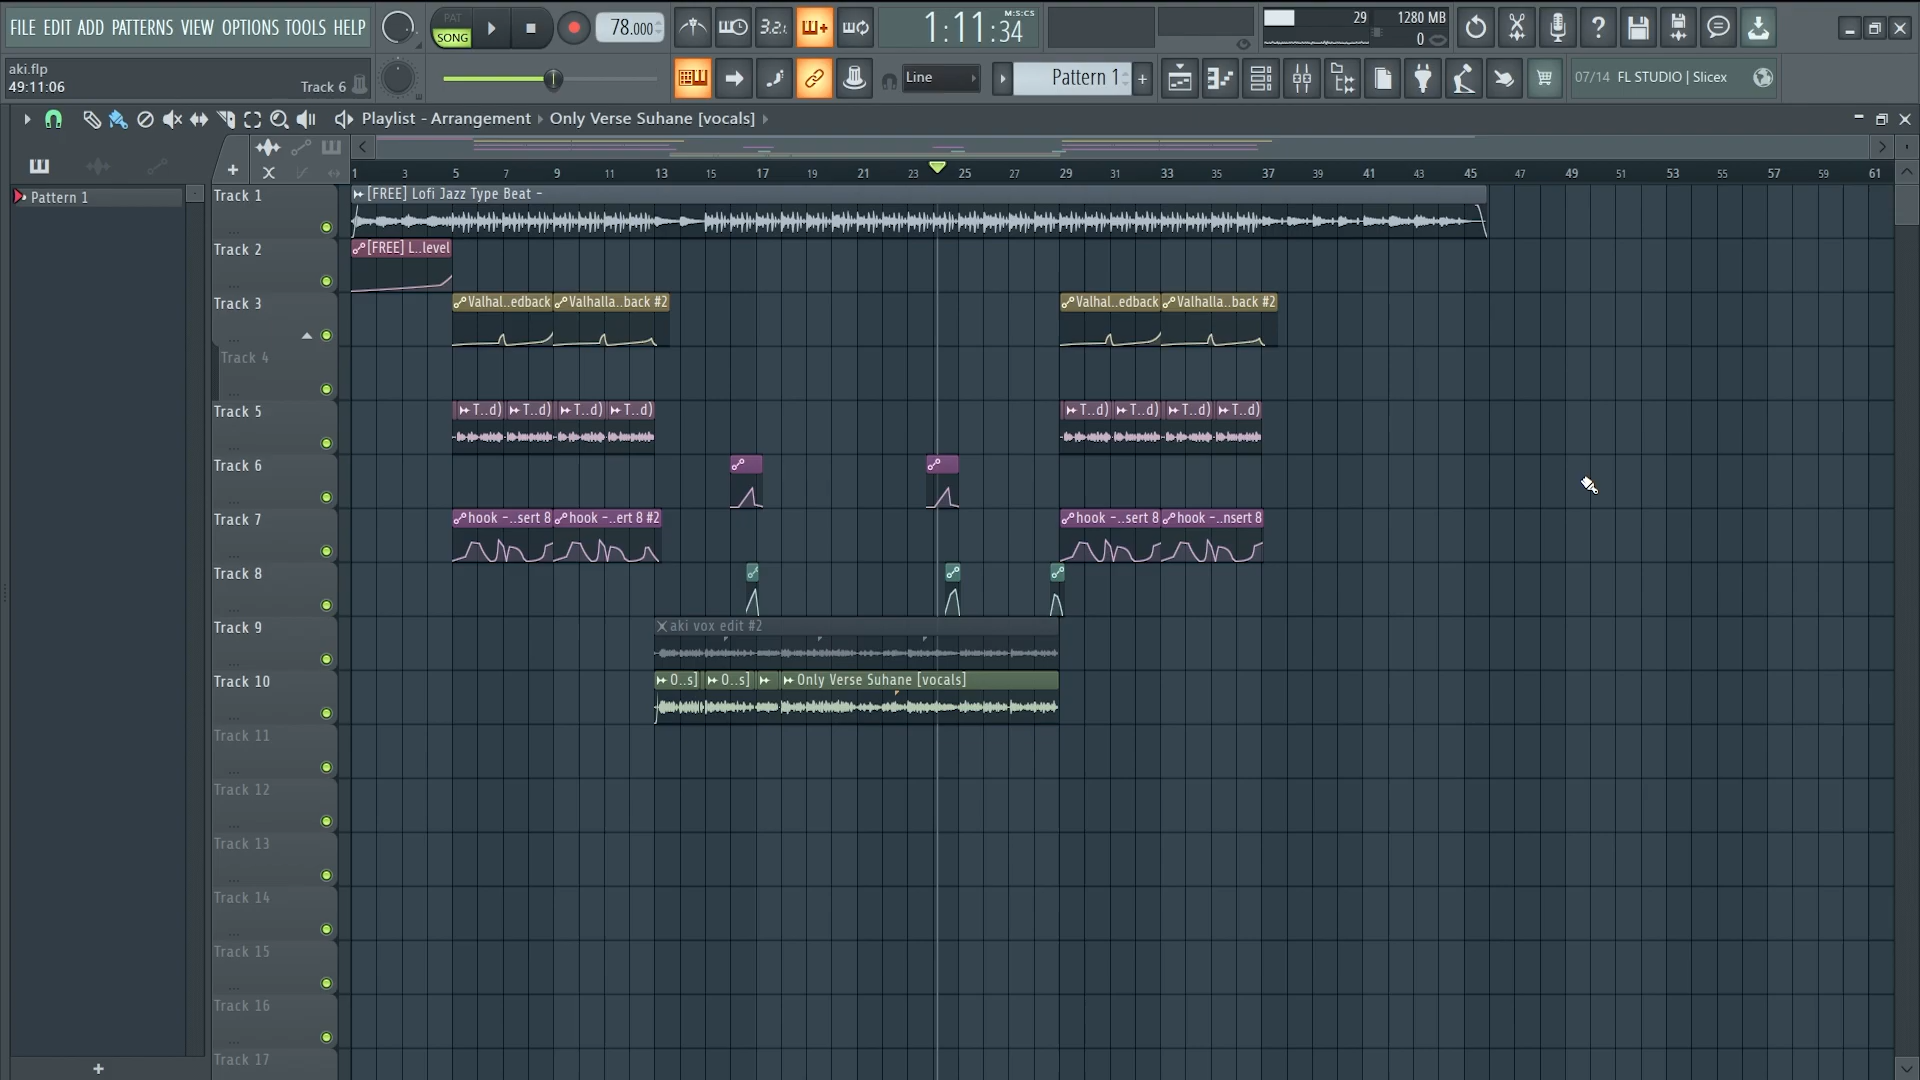 FILE EDIT ADD PATTERNS VIEW OPTIONS TOOLS HELP
PAT
SONG
78.000
3.2.1
1:11:34
M:S:CS
29
1280 MB
0
aki.flp
49:11:06
Track 6
Line
Pattern 1
07/14 FL STUDIO | Slicex
Playlist - Arrangement › Only Verse Suhane [vocals]
Pattern 1
1 3 5 7 9 11 13 15 17 19 21 23 25 27 29 31 33 35 37 39 41 43 45 47 49 51 53 55 57 59 61
Track 1
[FREE] Lofi Jazz Type Beat -
Track 2
[FREE] L..level
Track 3
Valhal..edback
Valhalla..back #2
Valhal..edback
Valhalla..back #2
Track 4
Track 5
T..d)
T..d)
T..d)
T..d)
T..d)
T..d)
T..d)
T..d)
Track 6
Track 7
hook -..sert 8
hook -..ert 8 #2
hook -..sert 8
hook -..nsert 8
Track 8
Track 9
aki vox edit #2
Track 10
O..s]
O..s]
Only Verse Suhane [vocals]
Track 11
Track 12
Track 13
Track 14
Track 15
Track 16
Track 17